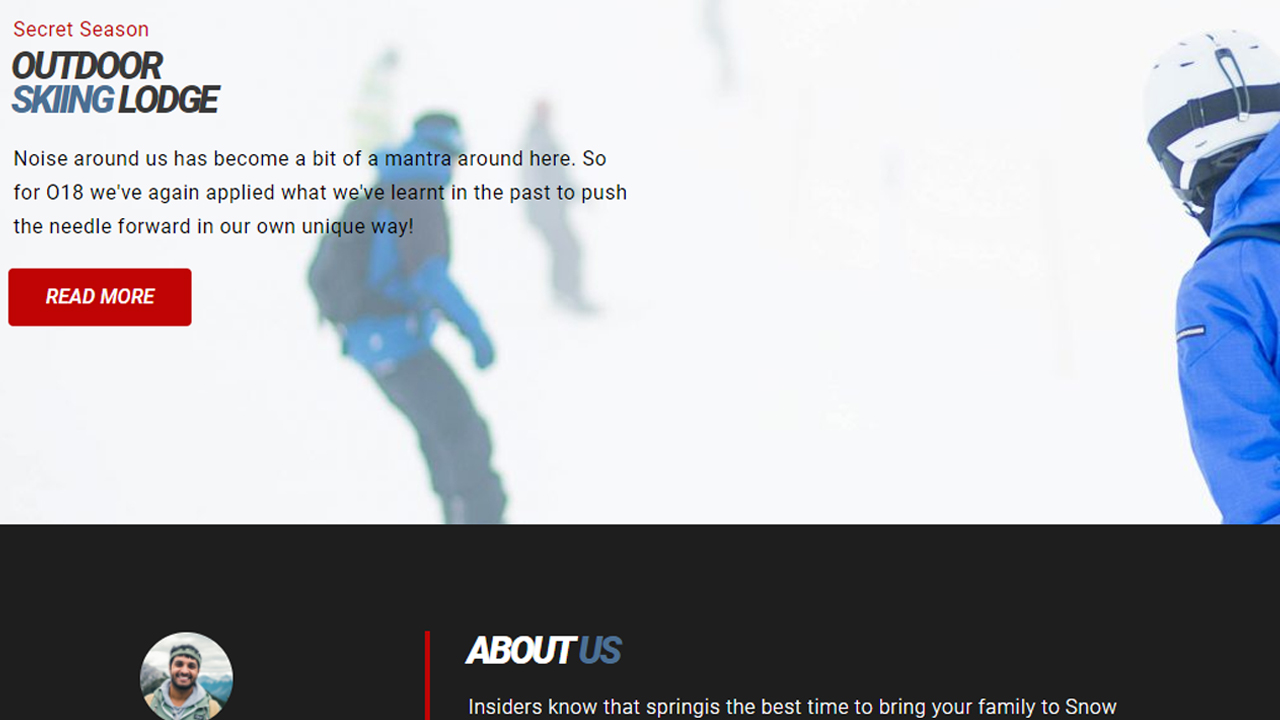 Secret Season
OUTDOOR
SKIING LODGE
Noise around us has become a bit of a mantra around here. So
for O18 we've again applied what we've learnt in the past to push
the needle forward in our own unique way!
READ MORE
ABOUT US
Insiders know that springis the best time to bring your family to Snow